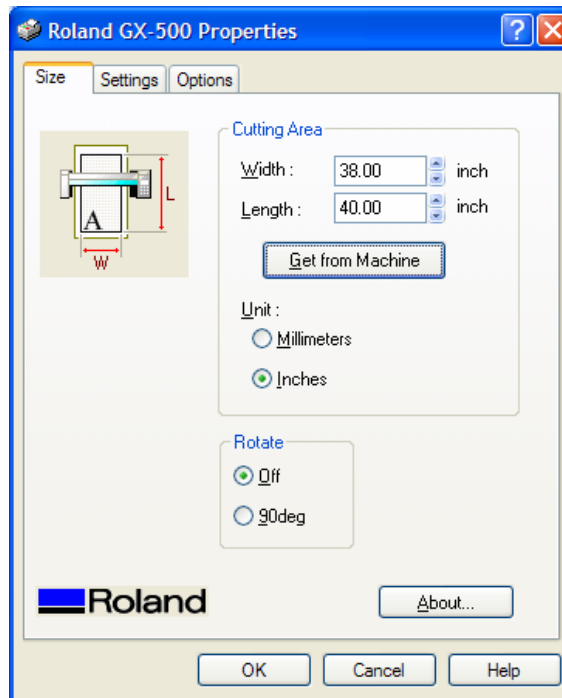 Roland GX-500 Properties
Size Settings Options
Cutting Area
Width : 38.00 inch
Length : 40.00 inch
Get from Machine
Unit :
Millimeters
Inches
Rotate
Off
90deg
L
A
W
Roland
About...
OK Cancel Help